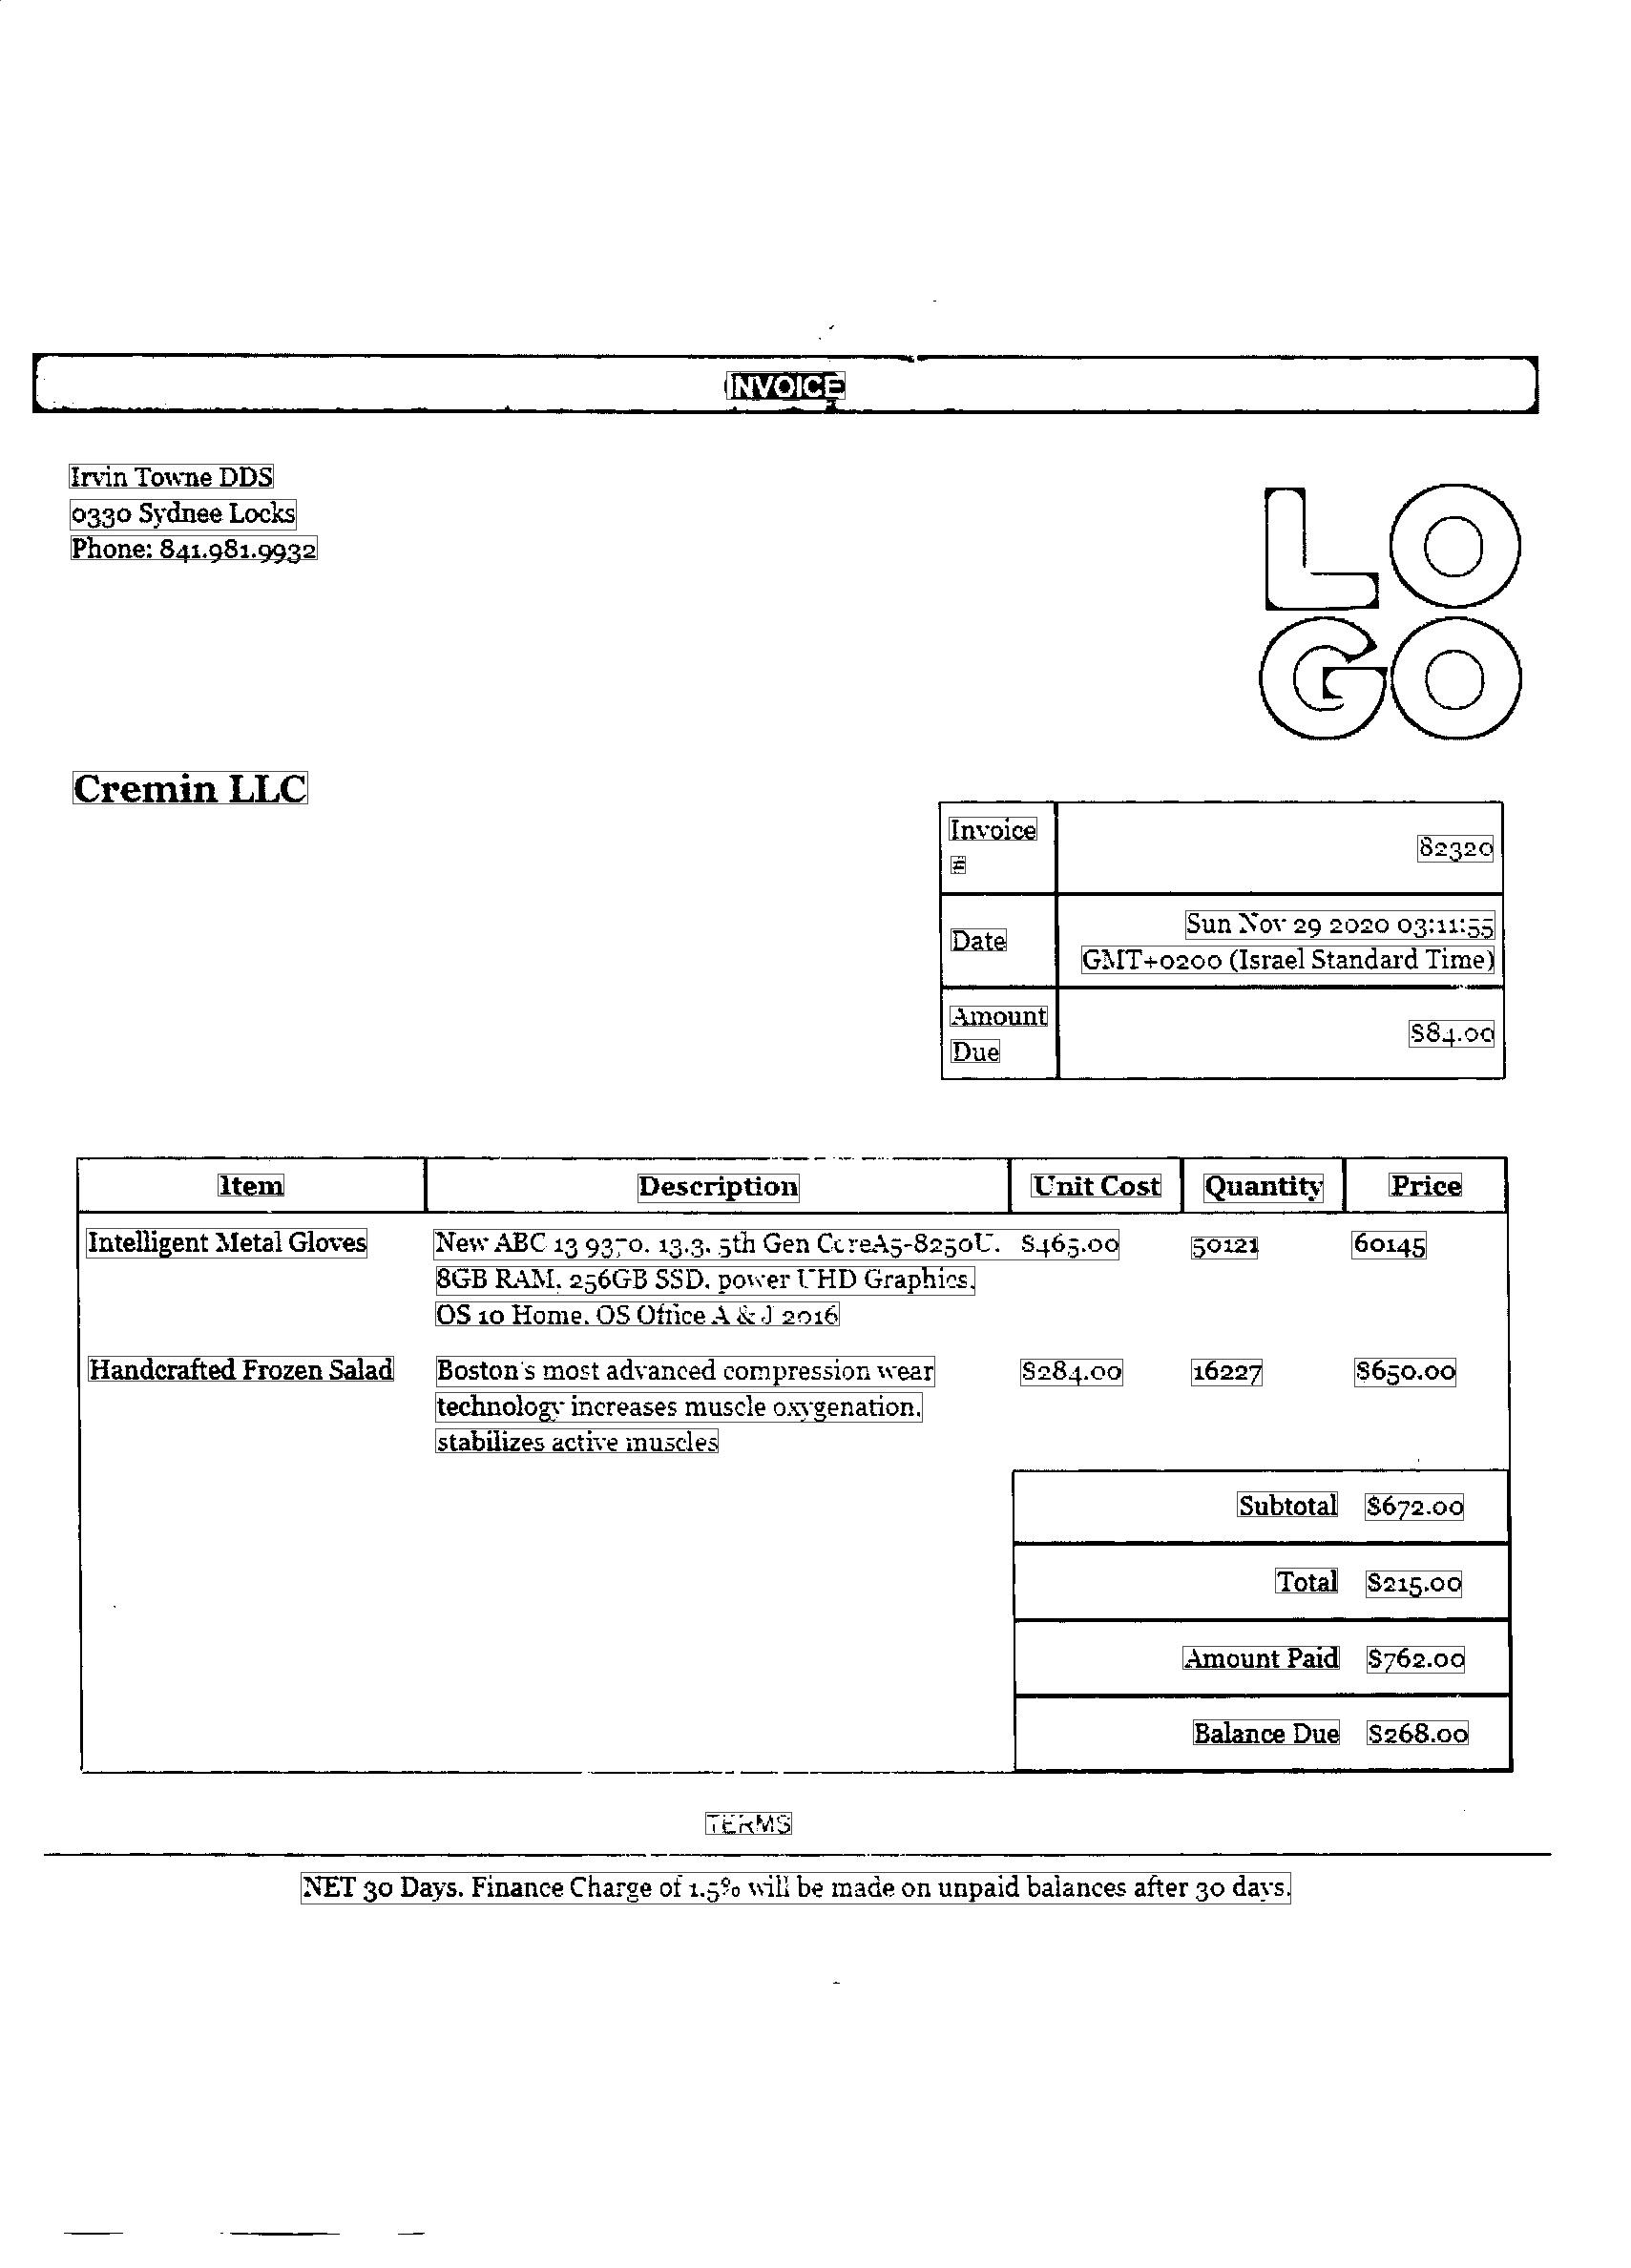 INVOICE
Irvin Towne DDS
0330 Sydnee Locks
Phone: 841.981.9932
LO
GO
Cremin LLC
Invoice # 82320
Date Sun Nov 29 2020 03:11:55
GMT+0200 (Israel Standard Time)
Amount Due $84.00
Item Description Unit Cost Quantity Price
Intelligent Metal Gloves New ABC 13 9370, 13.3, 5th Gen CoreA5-8250U, $465.00 50121 60145
8GB RAM, 256GB SSD, power UHD Graphics,
OS 10 Home, OS Office A & J 2016
Handcrafted Frozen Salad Boston's most advanced compression wear $284.00 16227 $650.00
technology increases muscle oxygenation,
stabilizes active muscles
Subtotal $672.00
Total $215.00
Amount Paid $762.00
Balance Due $268.00
TERMS
NET 30 Days. Finance Charge of 1.5% will be made on unpaid balances after 30 days.